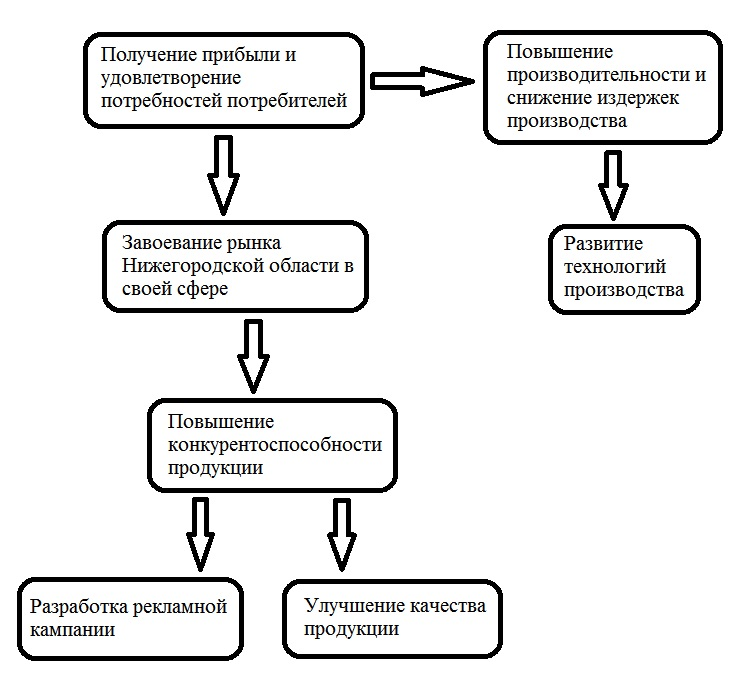 Получение прибыли и
удовлетворение
потребностей потребителей
Повышение
производительности и
снижение издержек
производства
Завоевание рынка
Нижегородской области в
своей сфере
Развитие
технологий
производства
Повышение
конкурентоспособности
продукции
Разработка рекламной
кампании
Улучшение качества
продукции